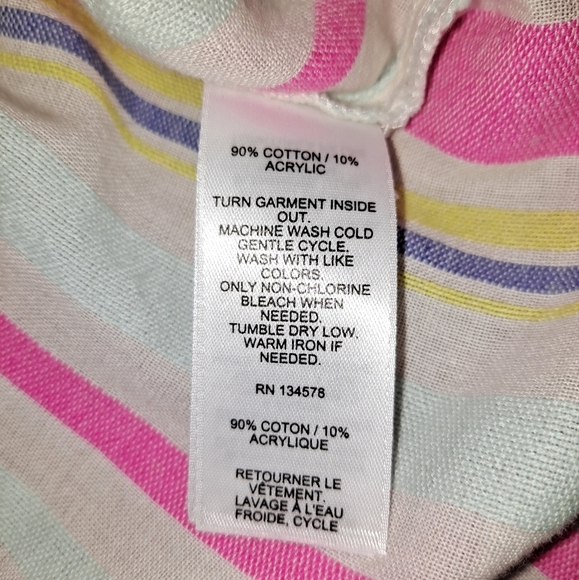 90% COTTON / 10%
ACRYLIC
TURN GARMENT INSIDE
OUT.
MACHINE WASH COLD
GENTLE CYCLE.
WASH WITH LIKE
COLORS.
ONLY NON-CHLORINE
BLEACH WHEN
NEEDED.
TUMBLE DRY LOW.
WARM IRON IF
NEEDED.
RN 134578
90% COTON / 10%
ACRYLIQUE
RETOURNER LE
VÊTEMENT.
LAVAGE À L'EAU
FROIDE, CYCLE